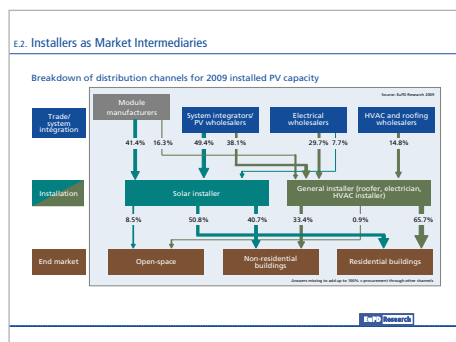 E.2. Installers as Market Intermediaries
Breakdown of distribution channels for 2009 installed PV capacity
Source: EuPD Research 2009
Trade/
system
integration
Module
manufacturers
System integrators/
PV wholesalers
Electrical
wholesalers
HVAC and roofing
wholesalers
41.4% 16.3% 49.4% 38.1% 29.7% 7.7% 14.8%
Installation
Solar installer
General installer (roofer, electrician,
HVAC installer)
8.5% 50.8% 40.7% 33.4% 0.9% 65.7%
End market
Open-space
Non-residential
buildings
Residential buildings
Answers missing to add up to 100% = procurement through other channels
EuPD Research